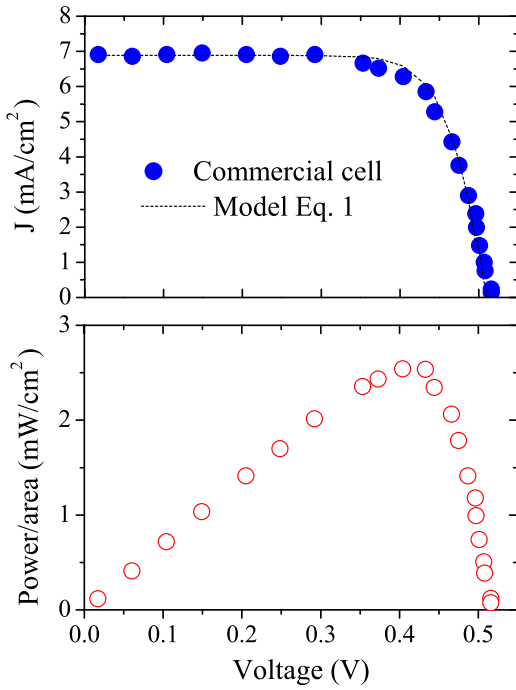 8
7
6
5
4
3
2
1
0
J (mA/cm²)
Commercial cell
Model Eq. 1
3
2
1
0
Power/area (mW/cm²)
0.0 0.1 0.2 0.3 0.4 0.5
Voltage (V)